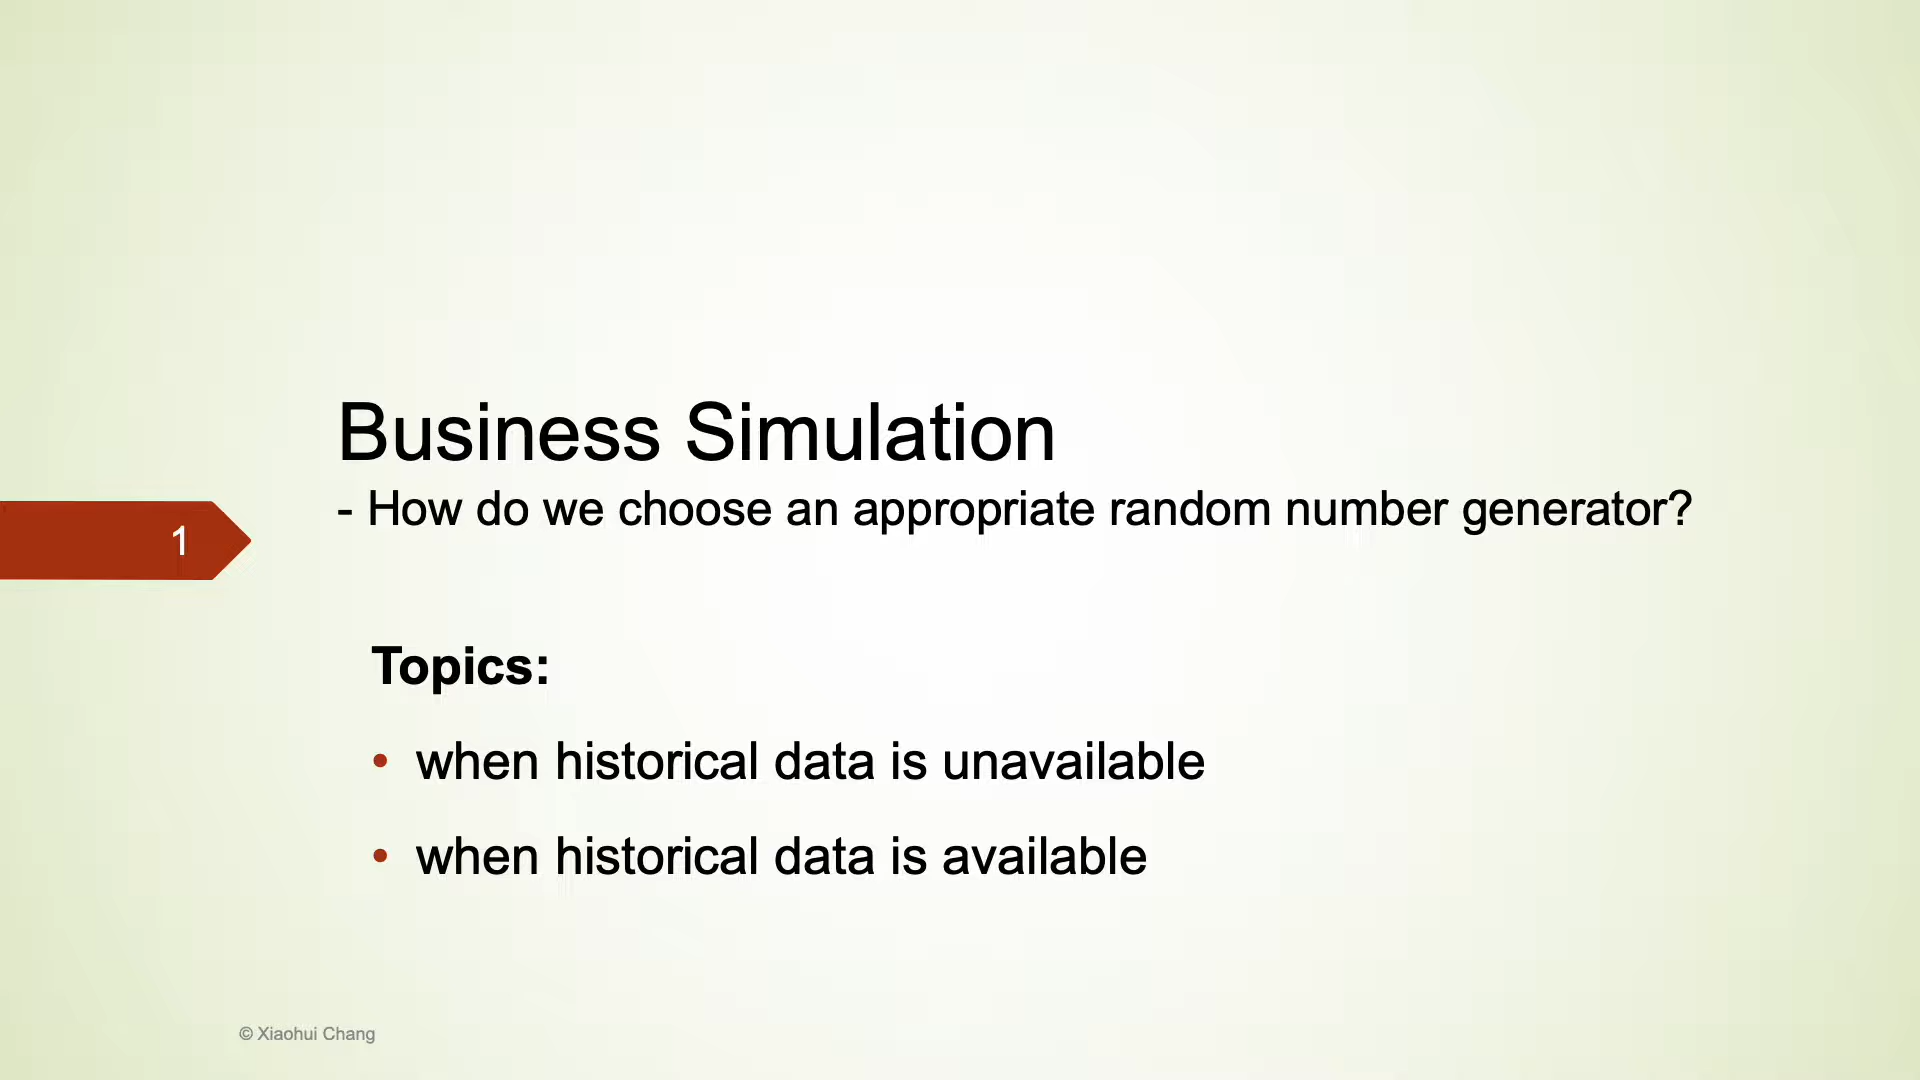 Business Simulation
- How do we choose an appropriate random number generator?
1
Topics:
• when historical data is unavailable
• when historical data is available
© Xiaohui Chang